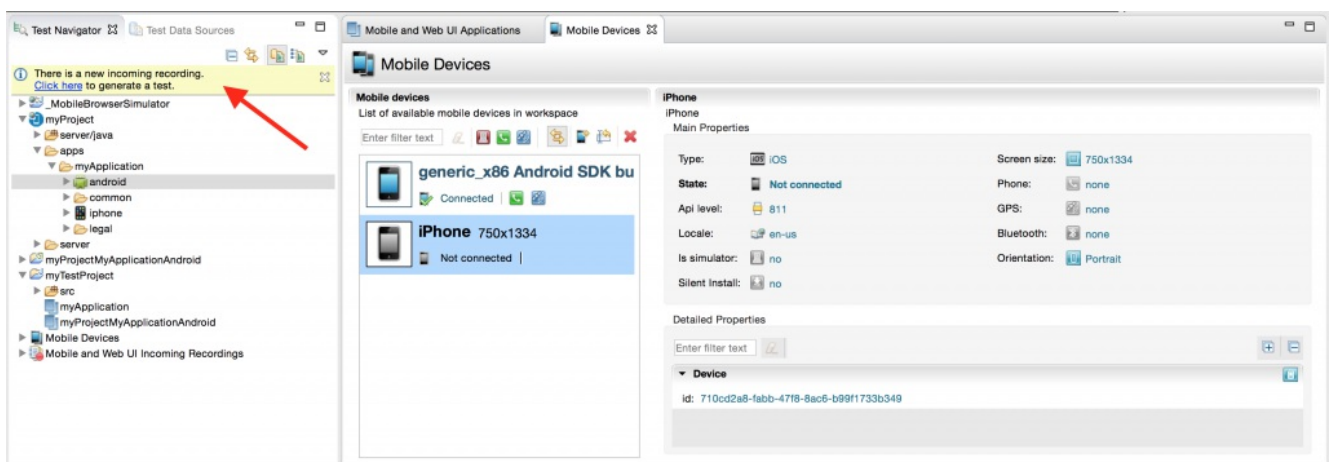 Test Navigator
Test Data Sources
There is a new incoming recording.
Click here to generate a test.
_MobileBrowserSimulator
myProject
server/java
apps
myApplication
android
common
iphone
legal
server
myProjectMyApplicationAndroid
myTestProject
src
myApplication
myProjectMyApplicationAndroid
Mobile Devices
Mobile and Web UI Incoming Recordings
Mobile and Web UI Applications
Mobile Devices
Mobile Devices
Mobile devices
List of available mobile devices in workspace
Enter filter text
generic_x86 Android SDK bu
Connected
iPhone 750x1334
Not connected
iPhone
iPhone
Main Properties
Type: iOS
Screen size: 750x1334
State: Not connected
Phone: none
Api level: 811
GPS: none
Locale: en-us
Bluetooth: none
Is simulator: no
Orientation: Portrait
Silent Install: no
Detailed Properties
Enter filter text
Device
id: 710cd2a8-fabb-47f8-8ac6-b99f1733b349